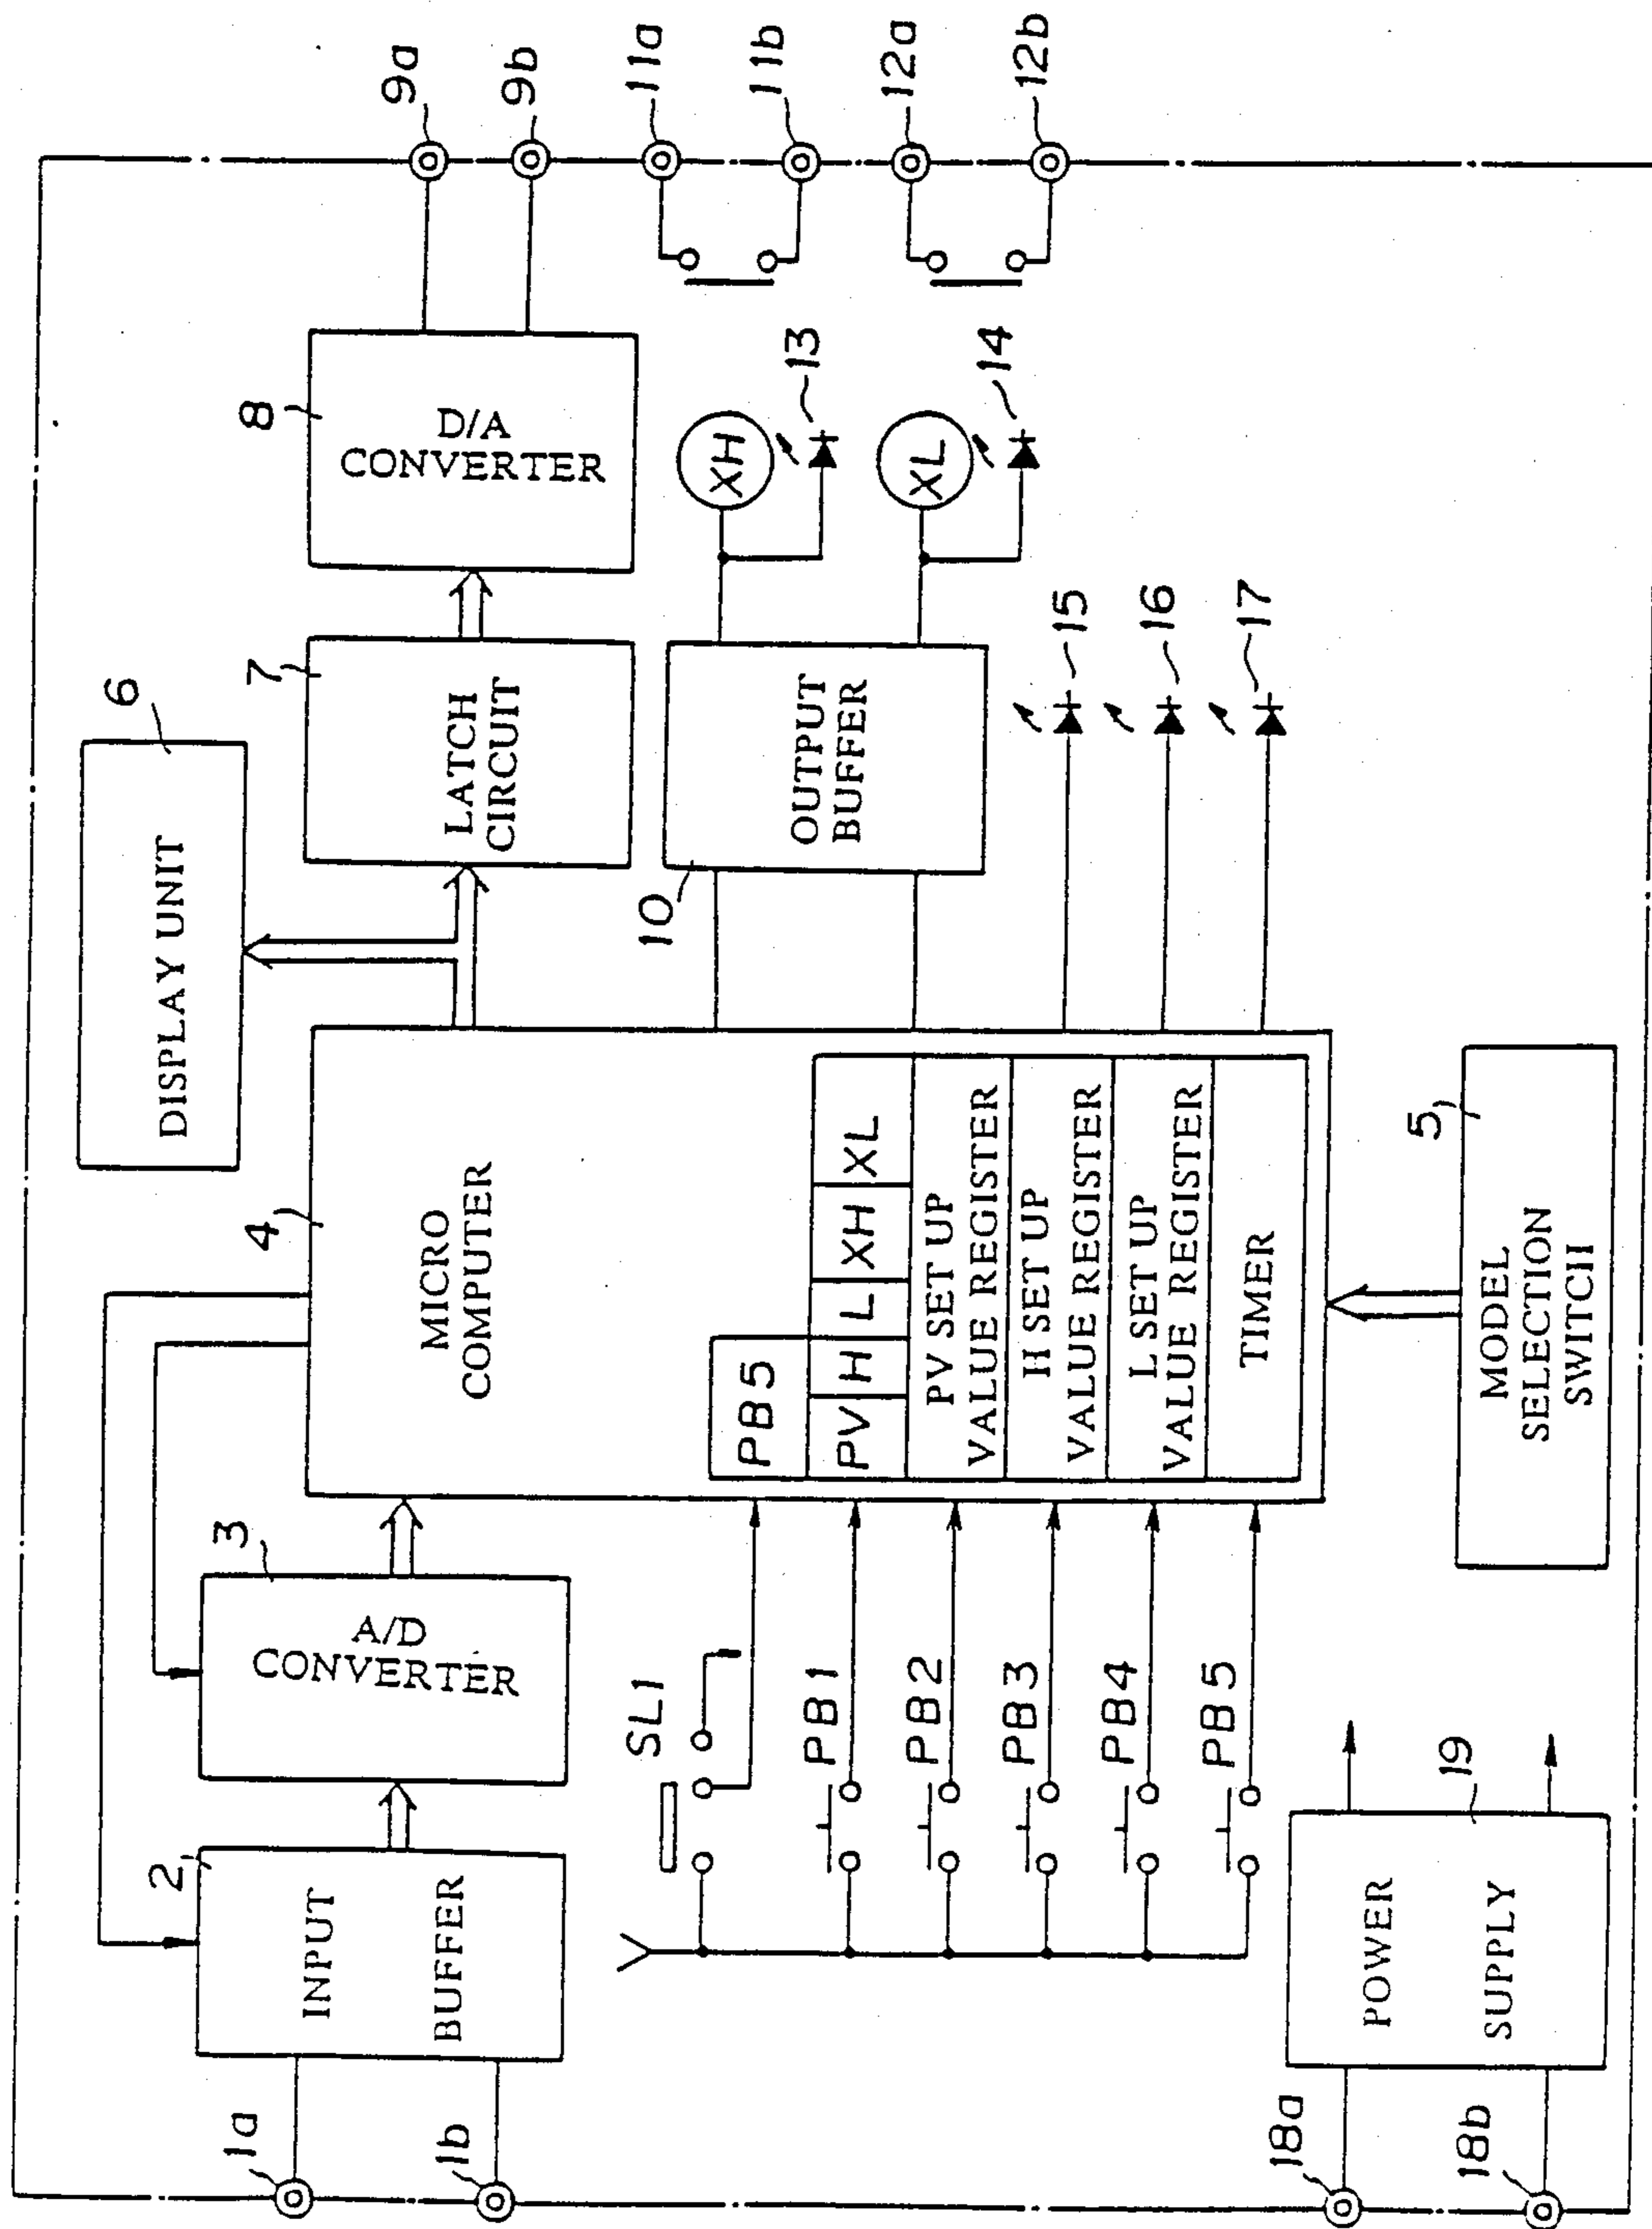 1a
1b
2
INPUT
BUFFER
3
A/D
CONVERTER
4
MICRO
COMPUTER
PB5
PV H L XH XL
PV SET UP
VALUE REGISTER
H SET UP
VALUE REGISTER
L SET UP
VALUE REGISTER
TIMER
6
DISPLAY UNIT
7
LATCH
CIRCUIT
8
D/A
CONVERTER
9a
9b
10
OUTPUT
BUFFER
XH
13
XL
14
11a
11b
12a
12b
15
16
17
SL1
PB1
PB2
PB3
PB4
PB5
5
MODEL
SELECTION
SWITCH
18a
18b
19
POWER
SUPPLY